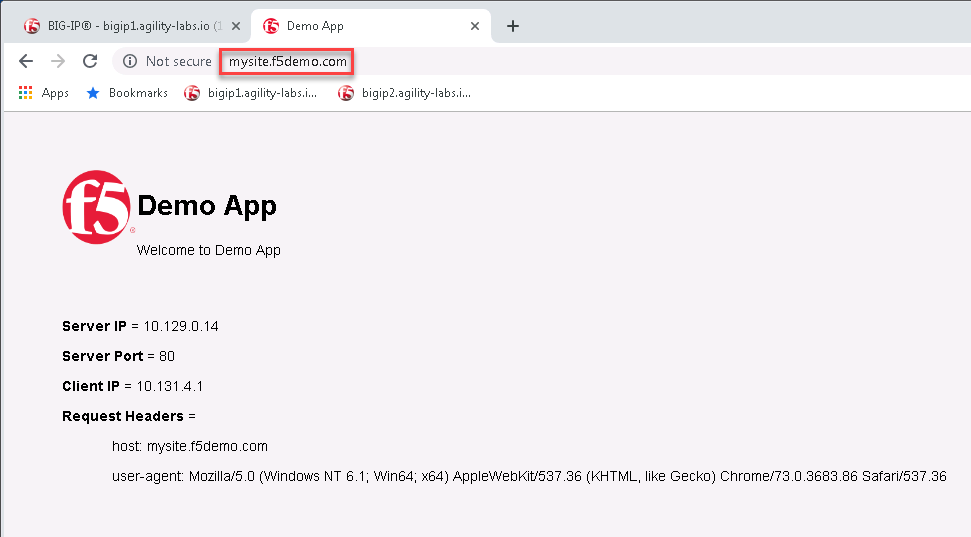 BIG-IP® - bigip1.agility-labs.io (1
Demo App
Not secure
mysite.f5demo.com
Apps
Bookmarks
bigip1.agility-labs.i...
bigip2.agility-labs.i...
f5
®
Demo App
Welcome to Demo App
Server IP = 10.129.0.14
Server Port = 80
Client IP = 10.131.4.1
Request Headers =
host: mysite.f5demo.com
user-agent: Mozilla/5.0 (Windows NT 6.1; Win64; x64) AppleWebKit/537.36 (KHTML, like Gecko) Chrome/73.0.3683.86 Safari/537.36